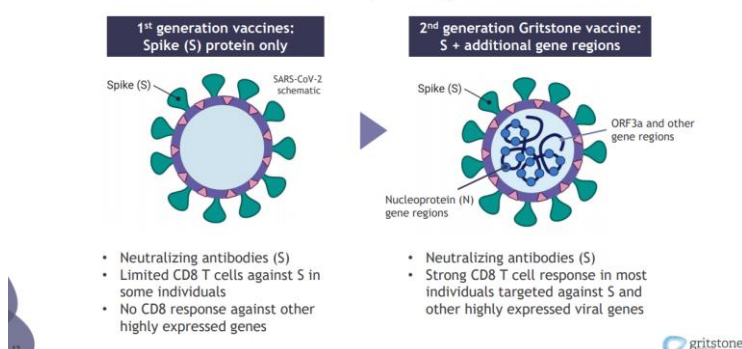 1st generation vaccines:
Spike (S) protein only
Spike (S)
SARS-CoV-2
schematic
• Neutralizing antibodies (S)
• Limited CD8 T cells against S in
some individuals
• No CD8 response against other
highly expressed genes
2nd generation Gritstone vaccine:
S + additional gene regions
Spike (S)
ORF3a and other
gene regions
Nucleoprotein (N)
gene regions
• Neutralizing antibodies (S)
• Strong CD8 T cell response in most
individuals targeted against S and
other highly expressed viral genes
gritstone